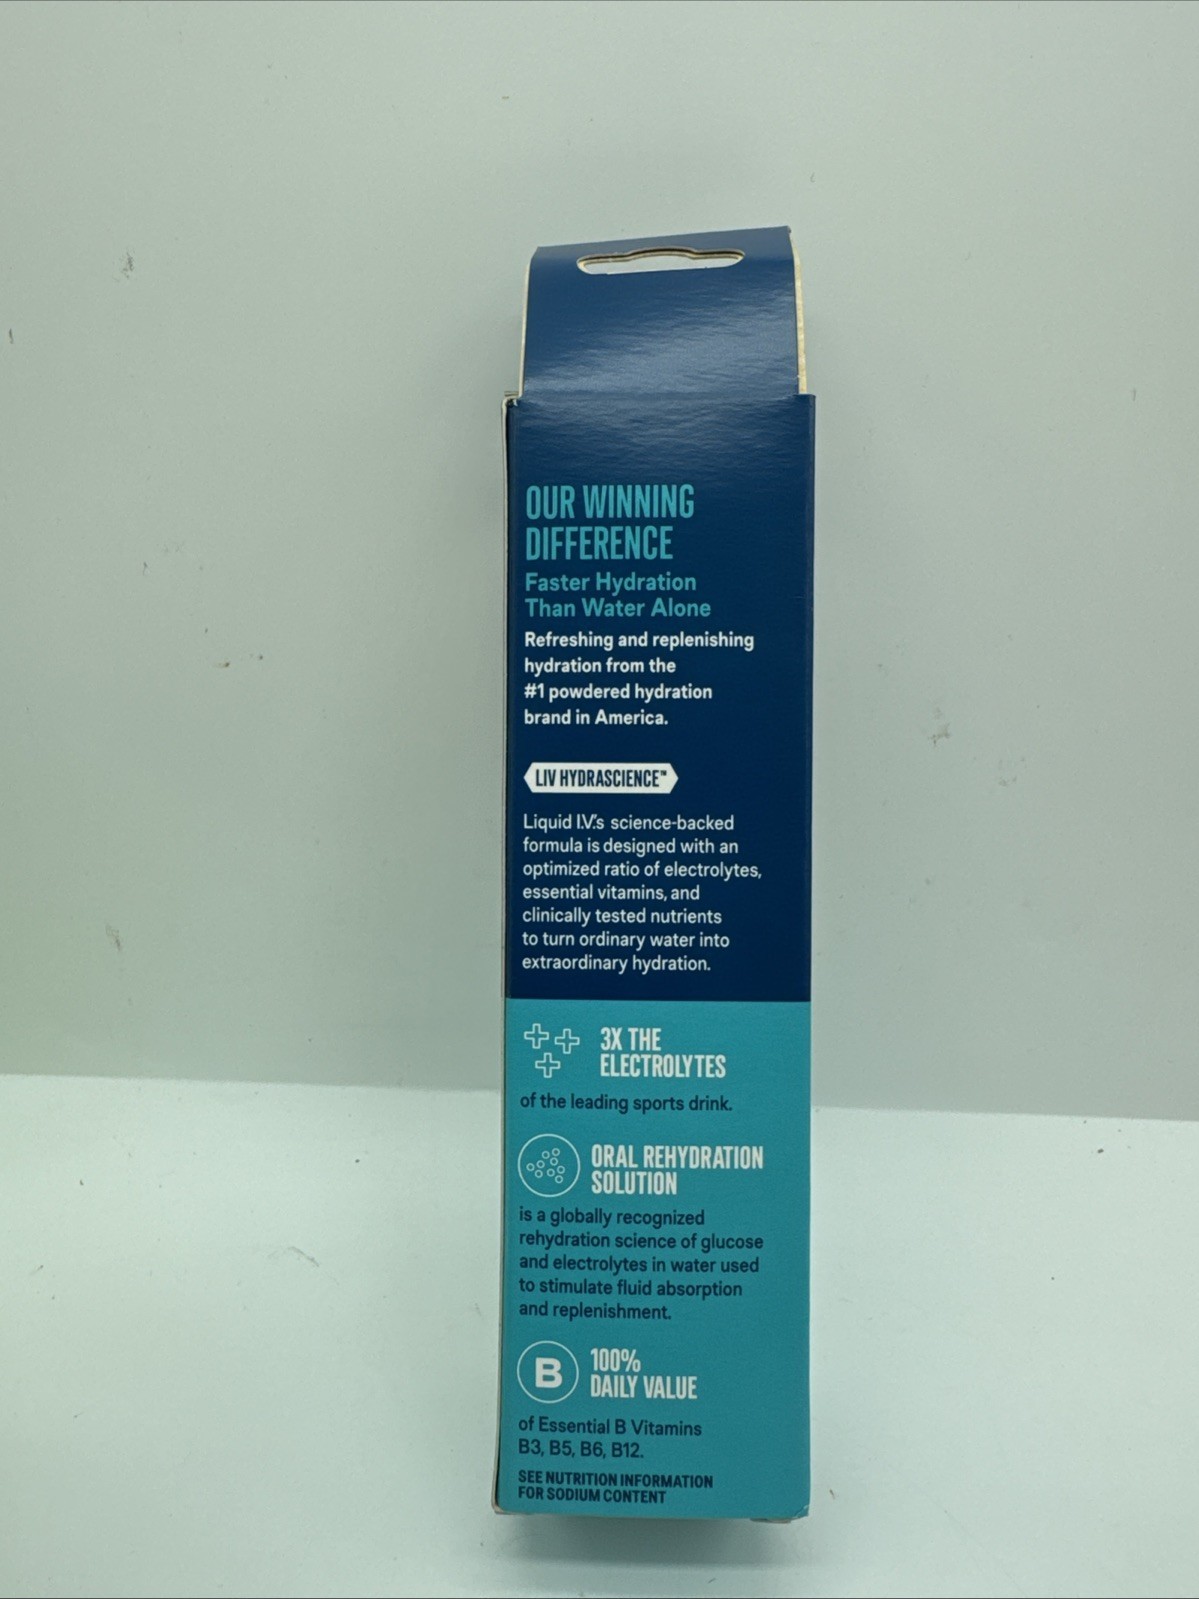 OUR WINNING
DIFFERENCE
Faster Hydration
Than Water Alone
Refreshing and replenishing
hydration from the
#1 powdered hydration
brand in America.
LIV HYDRASCIENCE™
Liquid I.V.'s science-backed
formula is designed with an
optimized ratio of electrolytes,
essential vitamins, and
clinically tested nutrients
to turn ordinary water into
extraordinary hydration.
3X THE
ELECTROLYTES
of the leading sports drink.
ORAL REHYDRATION
SOLUTION
is a globally recognized
rehydration science of glucose
and electrolytes in water used
to stimulate fluid absorption
and replenishment.
B
100%
DAILY VALUE
of Essential B Vitamins
B3, B5, B6, B12.
SEE NUTRITION INFORMATION
FOR SODIUM CONTENT